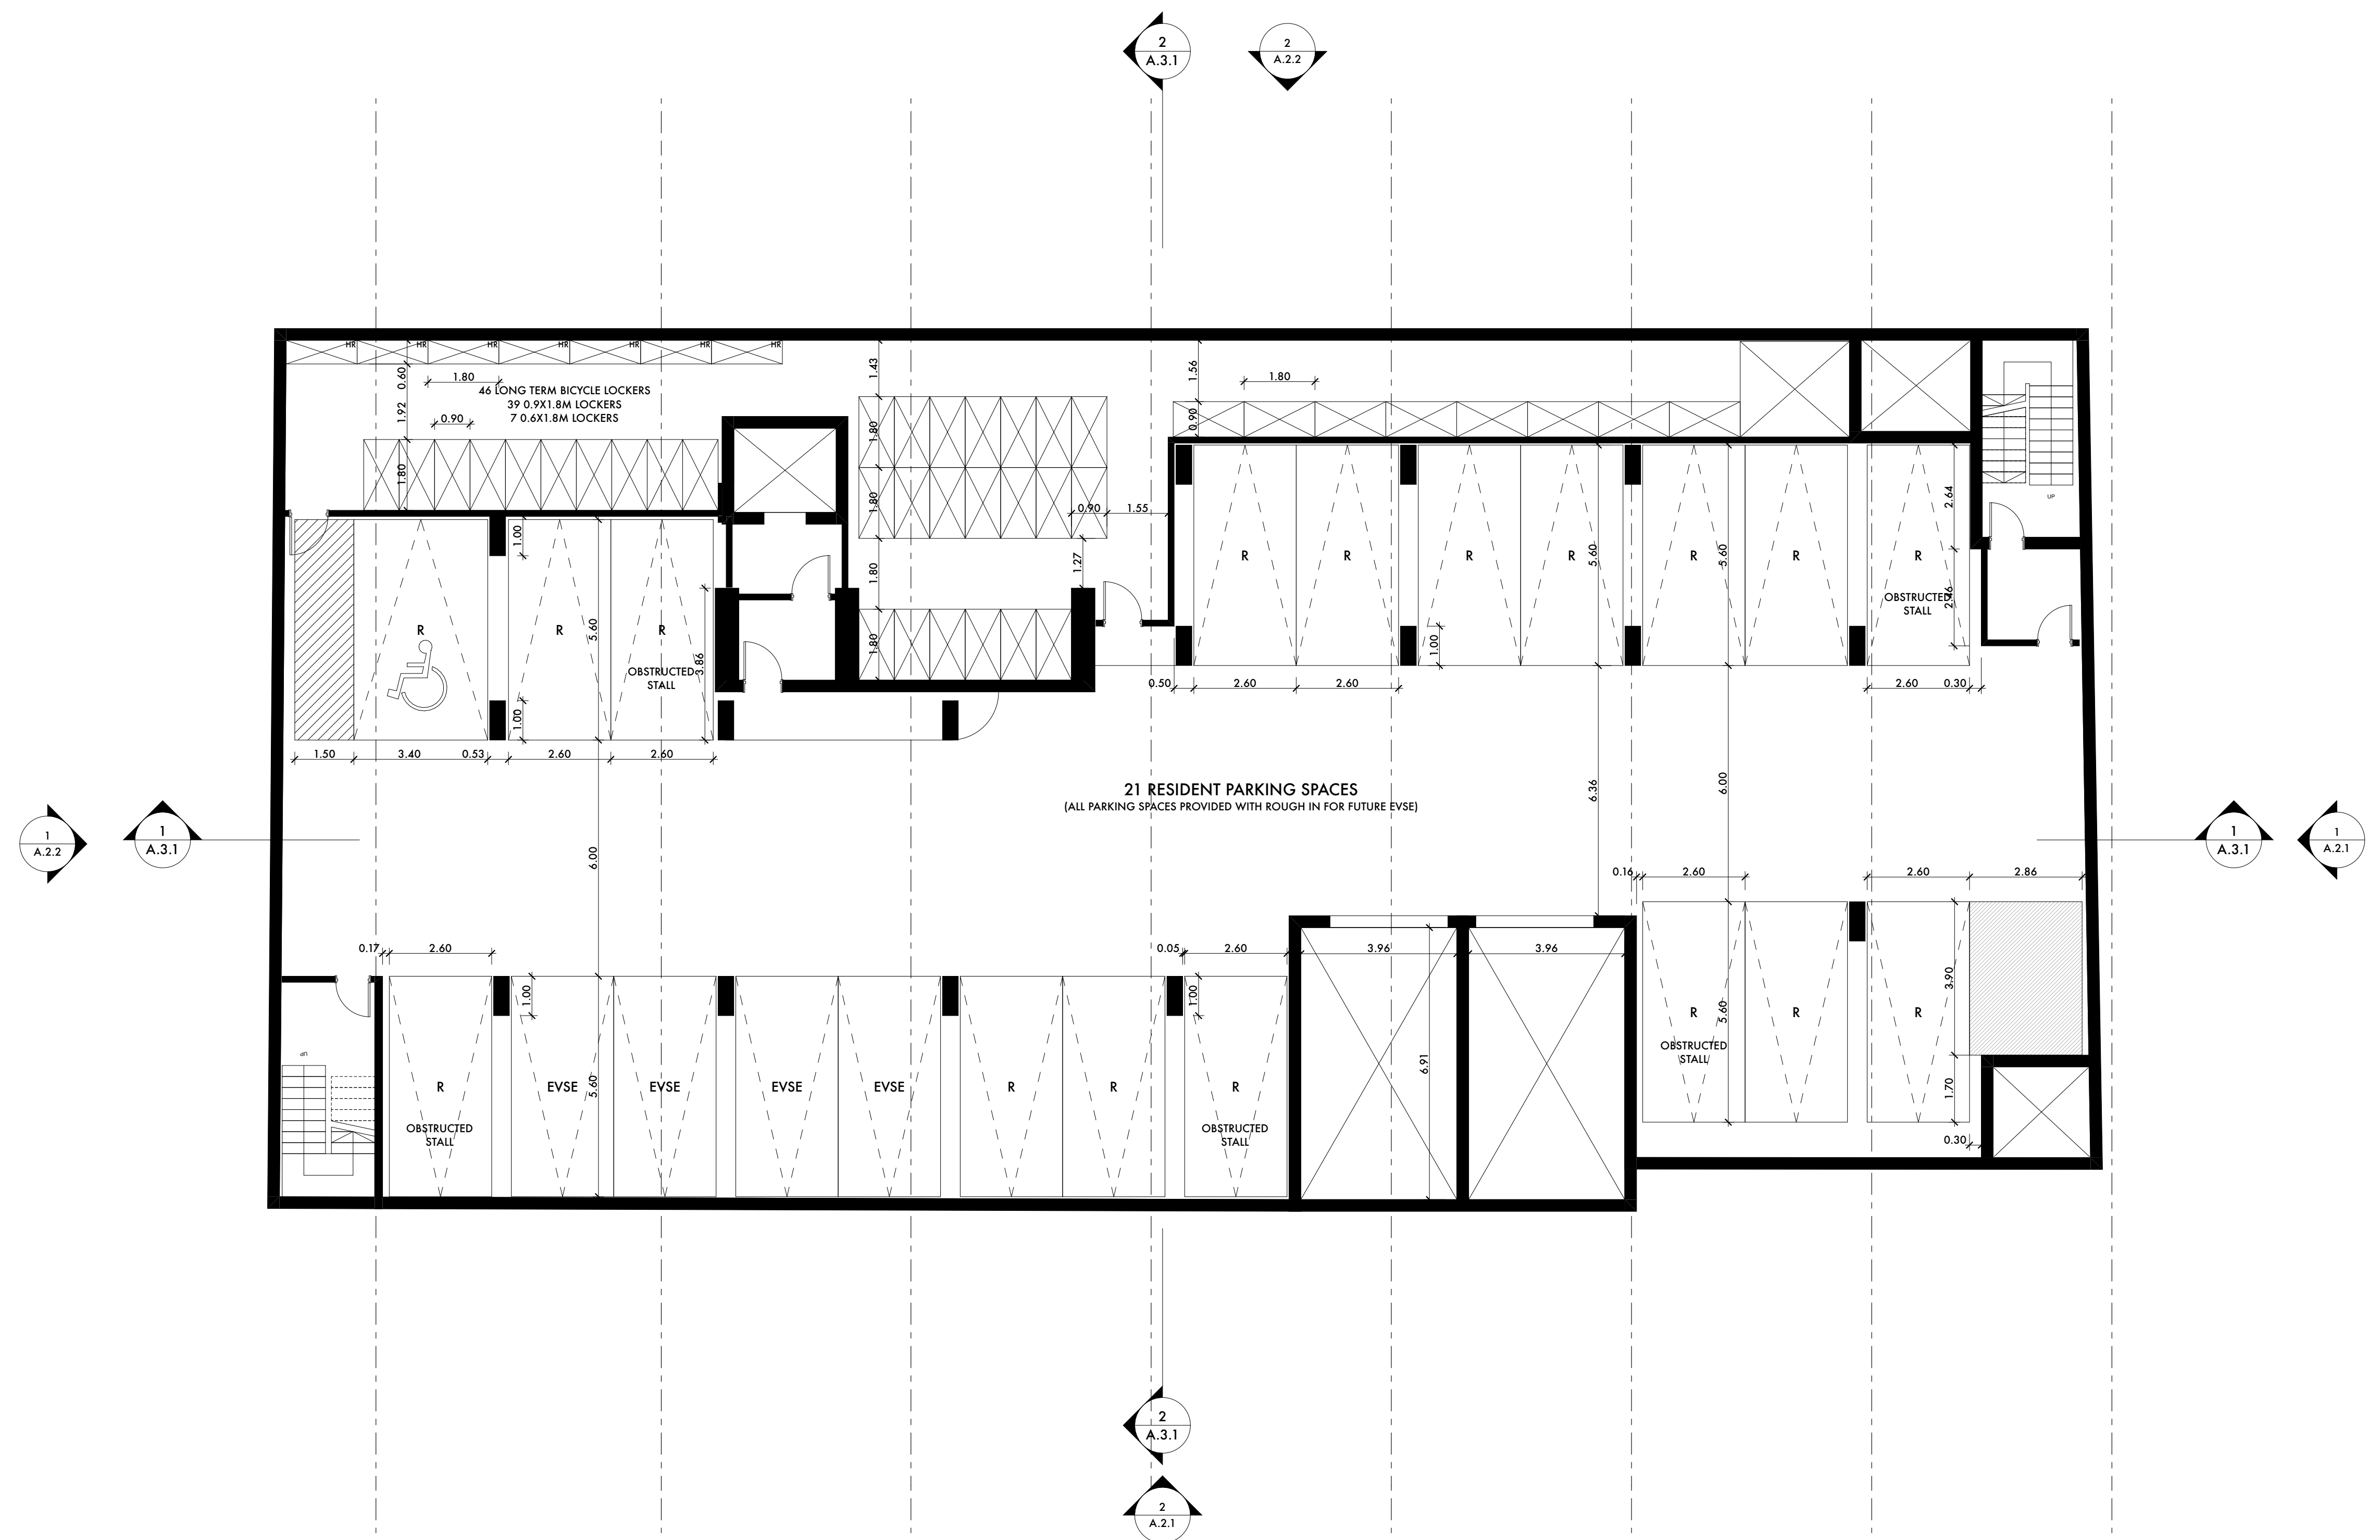 2
A.3.1
2
A.2.2
HR
HR
HR
HR
HR
HR
HR
0.60
1.80
46 LONG TERM BICYCLE LOCKERS
39 0.9X1.8M LOCKERS
7 0.6X1.8M LOCKERS
1.92
0.90
1.80
1.43
1.80
1.80
1.80
1.80
0.90
1.55
1.27
1.56
0.90
1.80
UP
1.00
R
R
R
5.60
OBSTRUCTED
STALL
3.86
1.00
1.50
3.40
0.53
2.60
2.60
R
R
R
R
5.60
R
5.60
R
R
OBSTRUCTED
STALL
2.64
2.46
1.00
0.50
2.60
2.60
2.60
0.30
21 RESIDENT PARKING SPACES
(ALL PARKING SPACES PROVIDED WITH ROUGH IN FOR FUTURE EVSE)
6.36
6.00
6.00
1
A.2.2
1
A.3.1
1
A.3.1
1
A.2.1
0.16
2.60
2.60
2.86
0.17
2.60
0.05
2.60
3.96
3.96
1.00
1.00
6.91
3.90
R
5.60
R
R
OBSTRUCTED
STALL
1.70
0.30
UP
R
OBSTRUCTED
STALL
EVSE
5.60
EVSE
EVSE
EVSE
R
R
R
OBSTRUCTED
STALL
2
A.3.1
2
A.2.1